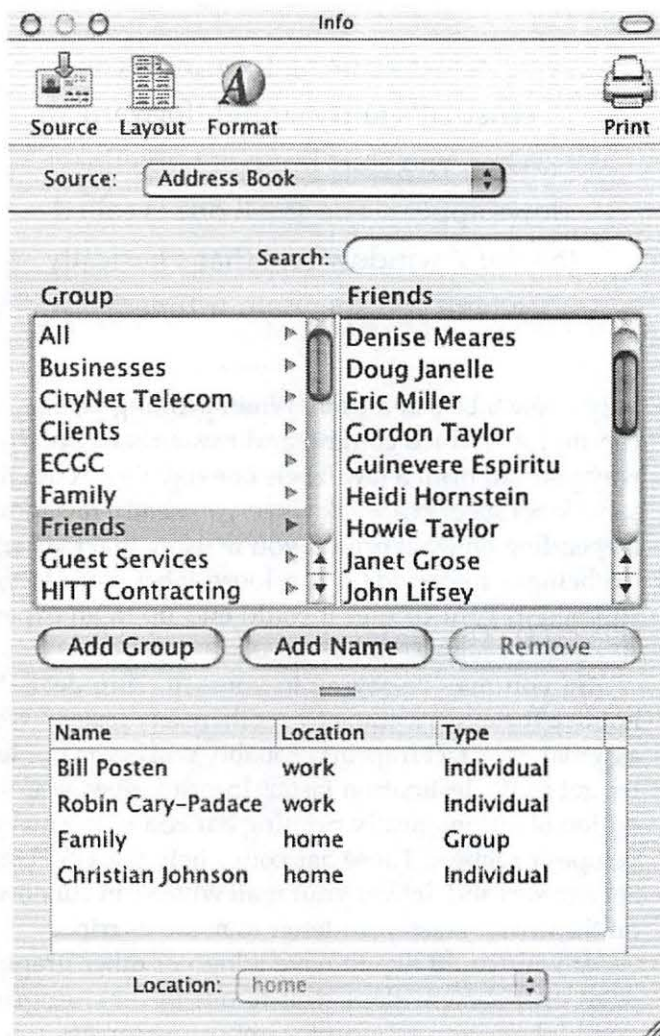 Info
Source Layout Format Print
Source: Address Book
Search:
Group Friends
All
Businesses
CityNet Telecom
Clients
ECGC
Family
Friends
Guest Services
HITT Contracting
Denise Meares
Doug Janelle
Eric Miller
Gordon Taylor
Guinevere Espiritu
Heidi Hornstein
Howie Taylor
Janet Grose
John Lifsey
Add Group Add Name Remove
Name Location Type
Bill Posten work Individual
Robin Cary-Padace work Individual
Family home Group
Christian Johnson home Individual
Location: home